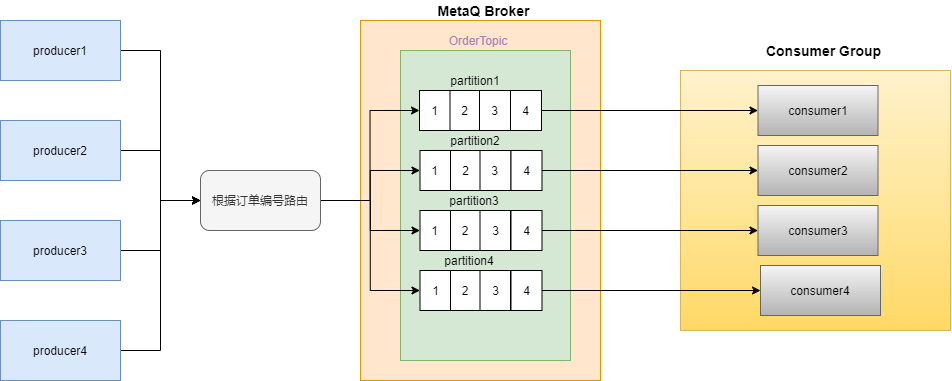 MetaQ Broker
OrderTopic
Consumer Group
producer1
producer2
producer3
producer4
根据订单编号路由
partition1
1 2 3 4
partition2
1 2 3 4
partition3
1 2 3 4
partition4
1 2 3 4
consumer1
consumer2
consumer3
consumer4